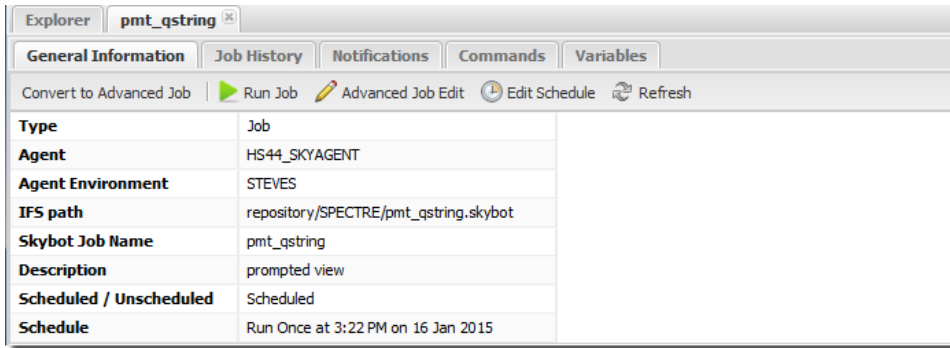 Explorer pmt_qstring
General Information Job History Notifications Commands Variables
Convert to Advanced Job Run Job Advanced Job Edit Edit Schedule Refresh
Type Job
Agent HS44_SKYAGENT
Agent Environment STEVES
IFS path repository/SPECTRE/pmt_qstring.skybot
Skybot Job Name pmt_qstring
Description prompted view
Scheduled / Unscheduled Scheduled
Schedule Run Once at 3:22 PM on 16 Jan 2015